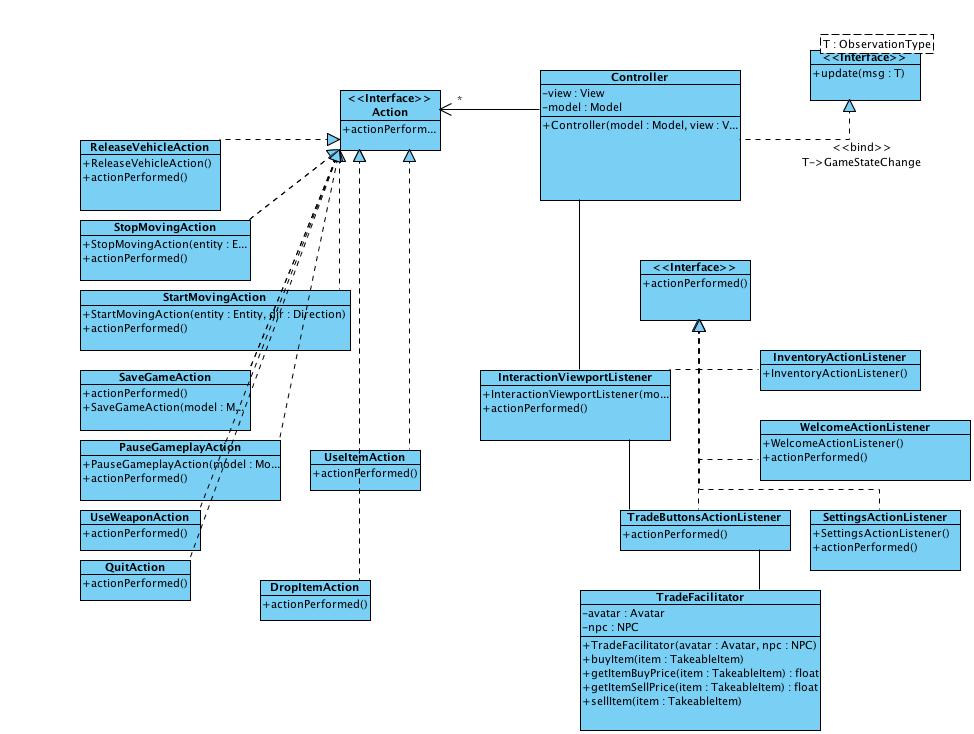 T : ObservationType
<<Interface>>
+update(msg : T)
Controller
-view : View
-model : Model
+Controller(model : Model, view : V...
<<Interface>>
Action
+actionPerform...
*
<<bind>>
T->GameStateChange
ReleaseVehicleAction
+ReleaseVehicleAction()
+actionPerformed()
StopMovingAction
+StopMovingAction(entity : E...
+actionPerformed()
<<Interface>>
+actionPerformed()
StartMovingAction
+StartMovingAction(entity : Entity, dir : Direction)
+actionPerformed()
InventoryActionListener
+InventoryActionListener()
SaveGameAction
+actionPerformed()
+SaveGameAction(model : M...
InteractionViewportListener
+InteractionViewportListener(mo...
+actionPerformed()
WelcomeActionListener
+WelcomeActionListener()
+actionPerformed()
PauseGameplayAction
+PauseGameplayAction(model : Mo...
+actionPerformed()
UseItemAction
+actionPerformed()
UseWeaponAction
+actionPerformed()
TradeButtonsActionListener
+actionPerformed()
SettingsActionListener
+SettingsActionListener()
+actionPerformed()
QuitAction
+actionPerformed()
DropItemAction
+actionPerformed()
TradeFacilitator
-avatar : Avatar
-npc : NPC
+TradeFacilitator(avatar : Avatar, npc : NPC)
+buyItem(item : TakeableItem)
+getItemBuyPrice(item : TakeableItem) : float
+getItemSellPrice(item : TakeableItem) : float
+sellItem(item : TakeableItem)